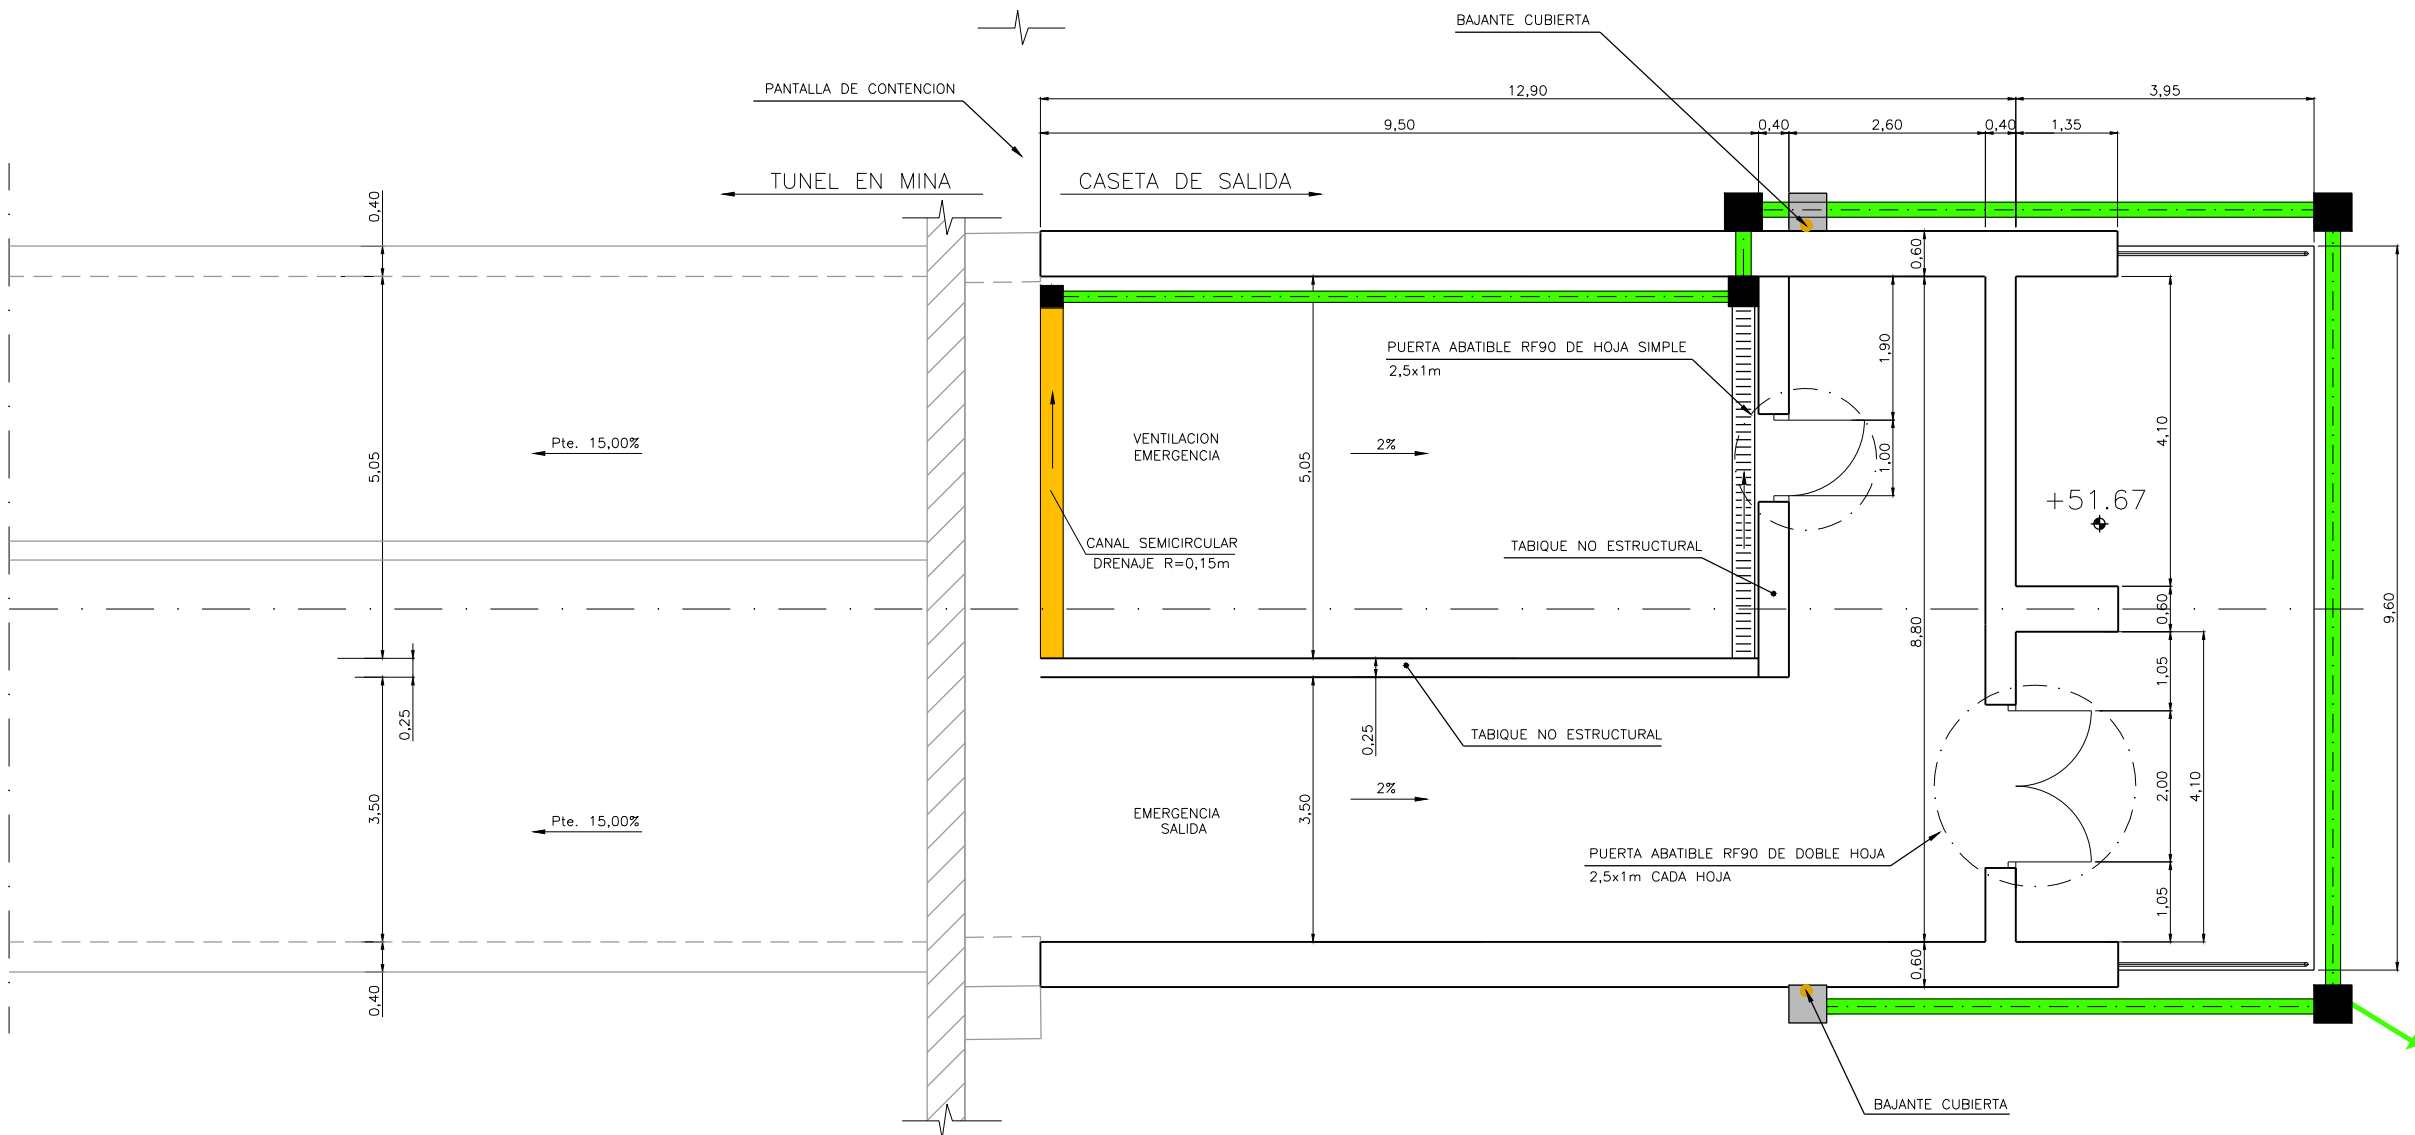 BAJANTE CUBIERTA
PANTALLA DE CONTENCION
12,90
3,95
9,50
0,40
2,60
0,40
1,35
TUNEL EN MINA
CASETA DE SALIDA
0,40
0,60
PUERTA ABATIBLE RF90 DE HOJA SIMPLE
2,5x1m
1,90
Pte. 15,00%
5,05
VENTILACION
EMERGENCIA
2%
5,05
1,00
4,10
+51.67
CANAL SEMICIRCULAR
DRENAJE R=0,15m
TABIQUE NO ESTRUCTURAL
8,80
0,60
9,60
1,05
0,25
0,25
TABIQUE NO ESTRUCTURAL
3,50
Pte. 15,00%
2%
EMERGENCIA
SALIDA
3,50
2,00
4,10
PUERTA ABATIBLE RF90 DE DOBLE HOJA
2,5x1m CADA HOJA
1,05
0,60
0,40
BAJANTE CUBIERTA